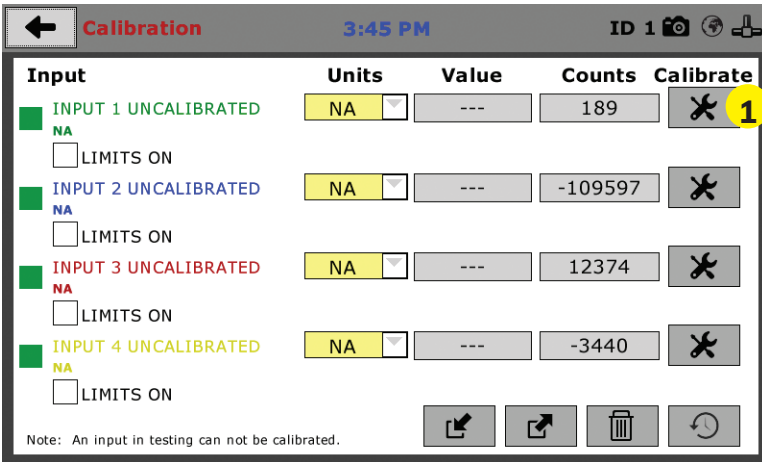 Calibration 3:45 PM ID 1
Input Units Value Counts Calibrate
INPUT 1 UNCALIBRATED NA --- 189 1
NA
LIMITS ON
INPUT 2 UNCALIBRATED NA --- -109597
NA
LIMITS ON
INPUT 3 UNCALIBRATED NA --- 12374
NA
LIMITS ON
INPUT 4 UNCALIBRATED NA --- -3440
NA
LIMITS ON
Note: An input in testing can not be calibrated.